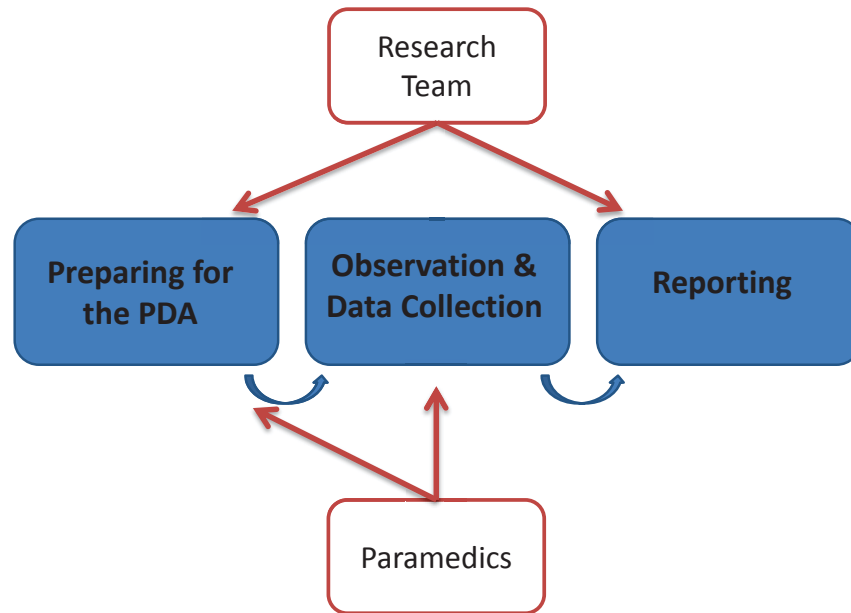 Research
Team
Preparing for
the PDA
Observation &
Data Collection
Reporting
Paramedics